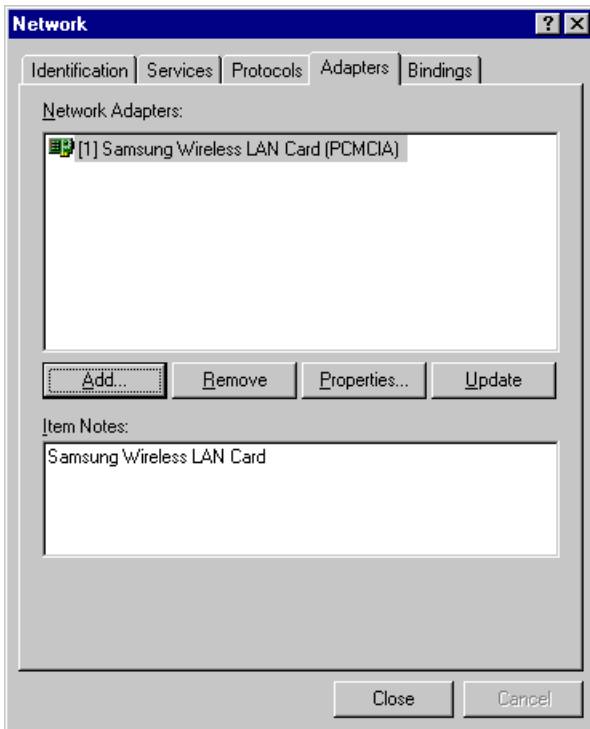 Network
Identification Services Protocols Adapters Bindings
Network Adapters:
[1] Samsung Wireless LAN Card (PCMCIA)
Add... Remove Properties... Update
Item Notes:
Samsung Wireless LAN Card
Close Cancel